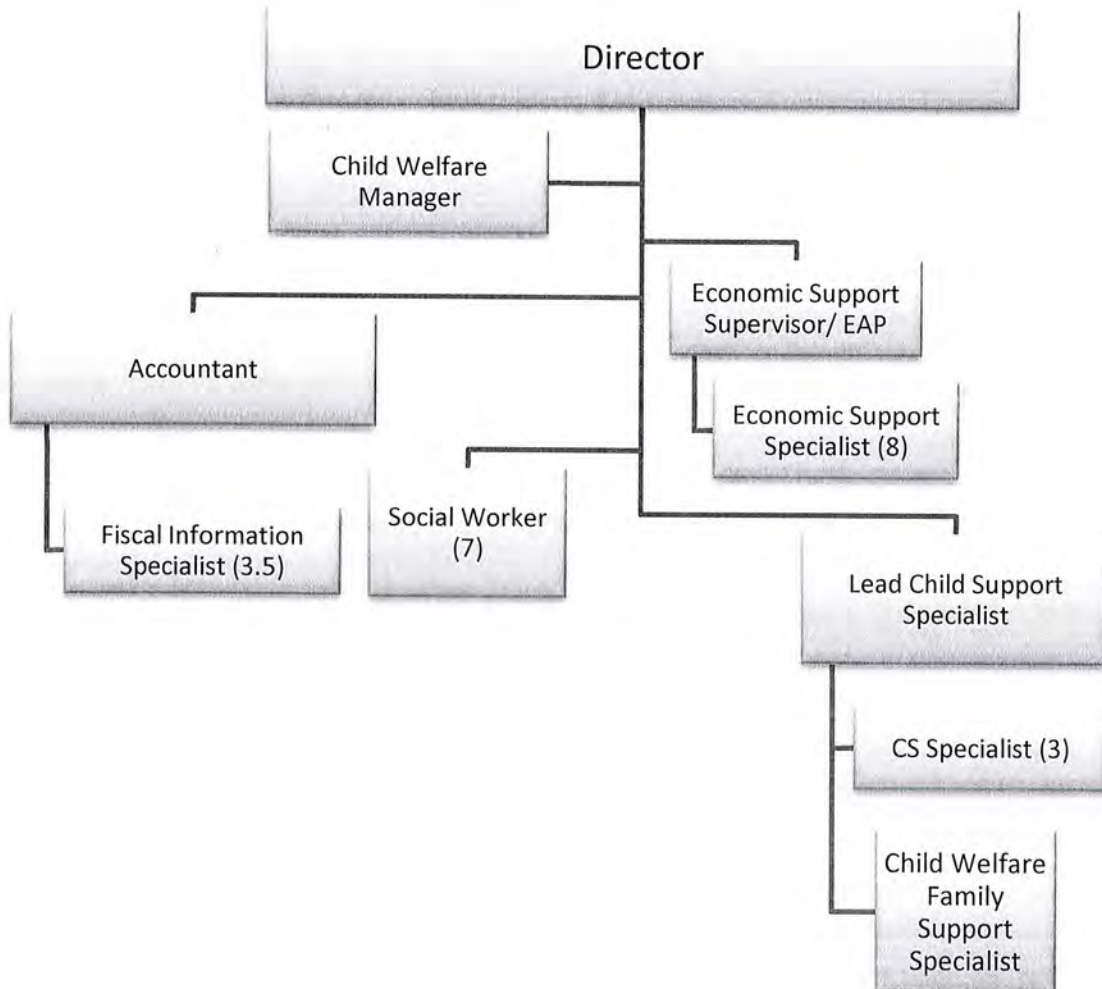 Director
Child Welfare
Manager
Economic Support
Supervisor/ EAP
Accountant
Economic Support
Specialist (8)
Social Worker
(7)
Fiscal Information
Specialist (3.5)
Lead Child Support
Specialist
CS Specialist (3)
Child Welfare
Family
Support
Specialist